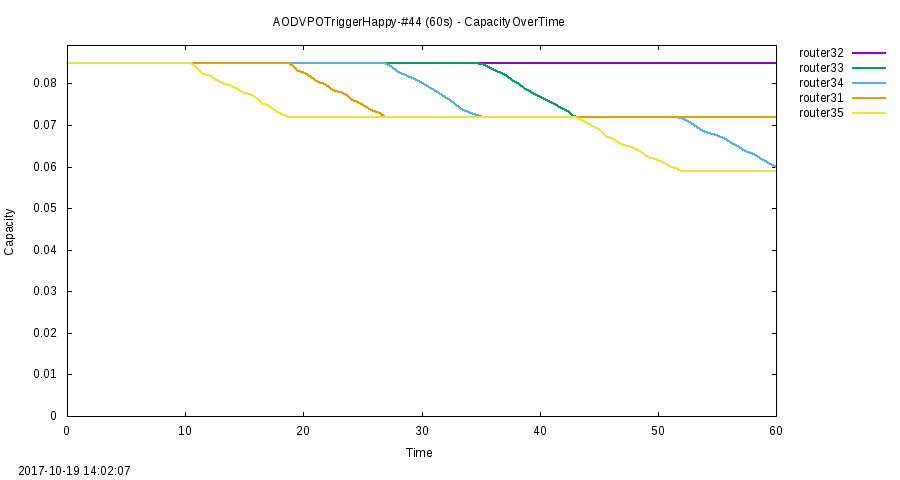 AODVPOTriggerHappy-#44 (60s) - CapacityOverTime
router32
router33
router34
router31
router35
0.08
0.07
0.06
0.05
0.04
0.03
0.02
0.01
0
Capacity
0 10 20 30 40 50 60
Time
2017-10-19 14:02:07